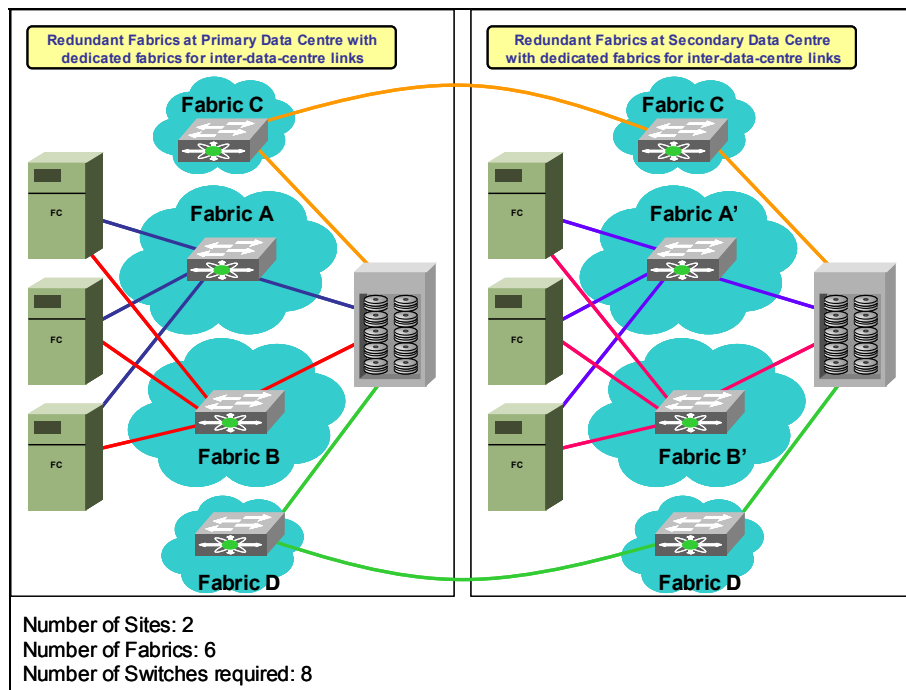 Redundant Fabrics at Primary Data Centre with
dedicated fabrics for inter-data-centre links
Fabric C
Fabric A
FC
FC
FC
Fabric B
Fabric D
Redundant Fabrics at Secondary Data Centre
with dedicated fabrics for inter-data-centre links
Fabric C
Fabric A’
FC
FC
FC
Fabric B’
Fabric D
Number of Sites: 2
Number of Fabrics: 6
Number of Switches required: 8